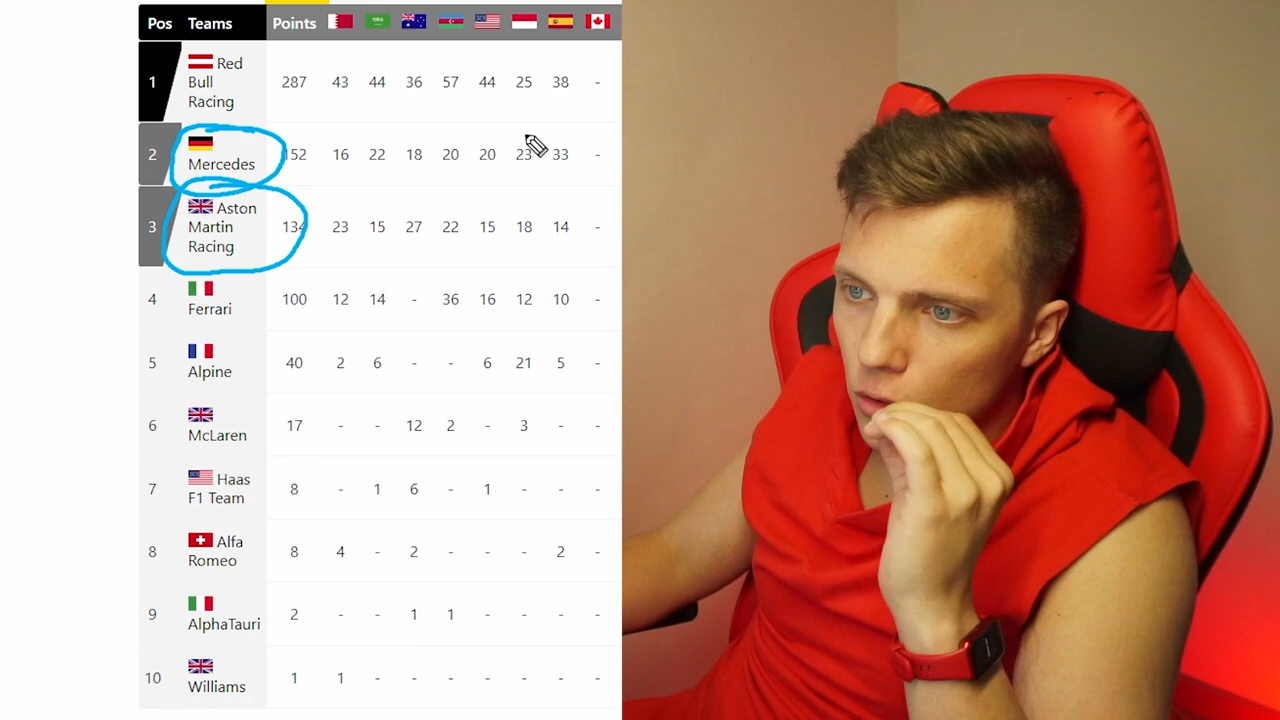 Pos Teams Points
1 Red Bull Racing 287 43 44 36 57 44 25 38 -
2 Mercedes 152 16 22 18 20 20 23 33 -
3 Aston Martin Racing 134 23 15 27 22 15 18 14 -
4 Ferrari 100 12 14 - 36 16 12 10 -
5 Alpine 40 2 6 - - 6 21 5 -
6 McLaren 17 - - 12 2 - 3 - -
7 Haas F1 Team 8 - 1 6 - 1 - - -
8 Alfa Romeo 8 4 - 2 - - - 2 -
9 AlphaTauri 2 - - 1 1 - - - -
10 Williams 1 1 - - - - - - -